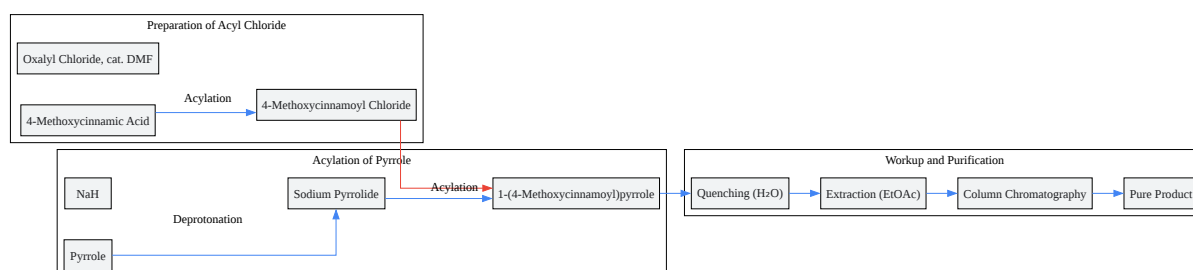 Preparation of Acyl Chloride
Oxalyl Chloride, cat. DMF
Acylation
4-Methoxycinnamic Acid
4-Methoxycinnamoyl Chloride
Acylation of Pyrrole
NaH
Deprotonation
Pyrrole
Sodium Pyrrolide
Acylation
1-(4-Methoxycinnamoyl)pyrrole
Workup and Purification
Quenching (H₂O)
Extraction (EtOAc)
Column Chromatography
Pure Product